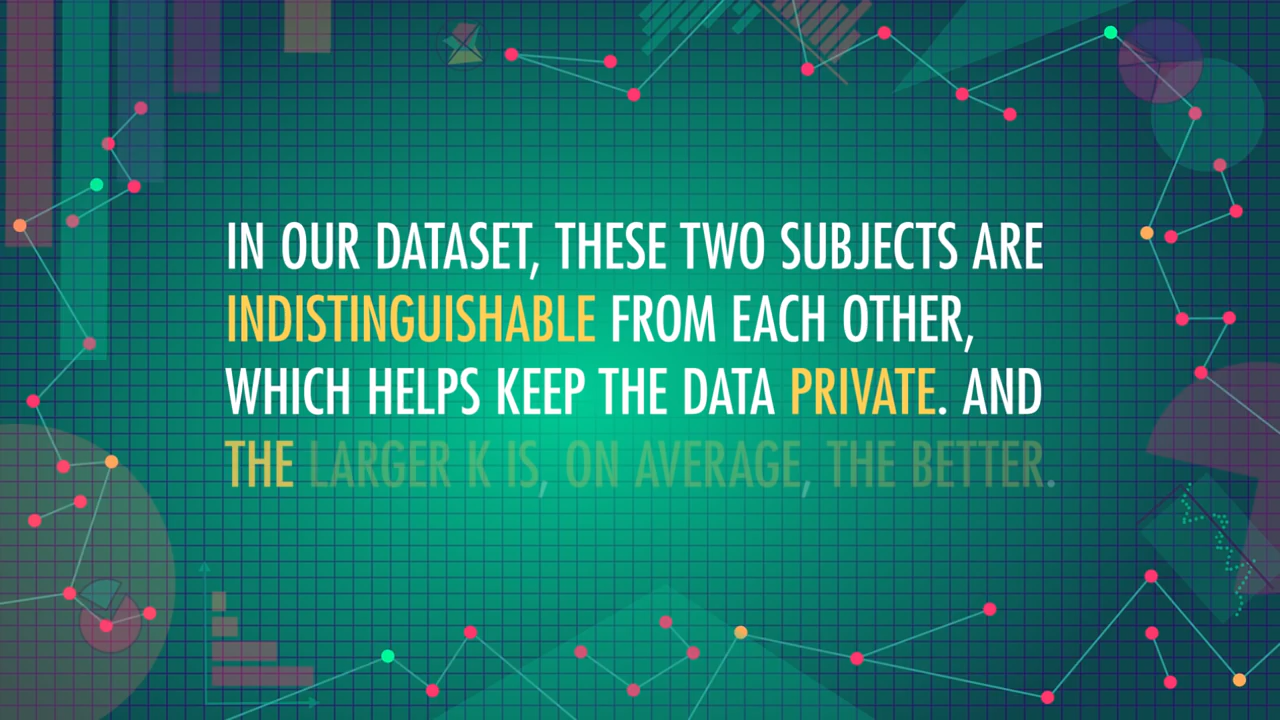 IN OUR DATASET, THESE TWO SUBJECTS ARE
INDISTINGUISHABLE FROM EACH OTHER,
WHICH HELPS KEEP THE DATA PRIVATE. AND
THE LARGER K IS, ON AVERAGE, THE BETTER.